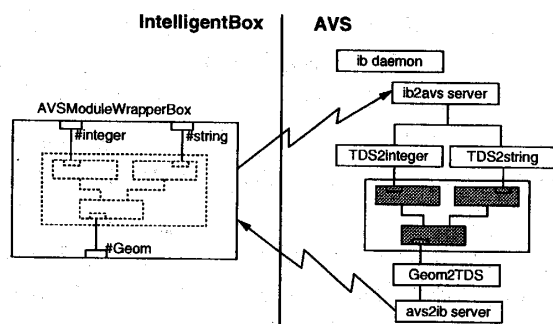 IntelligentBox
AVS
ib daemon
AVSModuleWrapperBox
ib2avs server
#integer
#string
TDS2integer
TDS2string
#Geom
Geom2TDS
avs2ib server